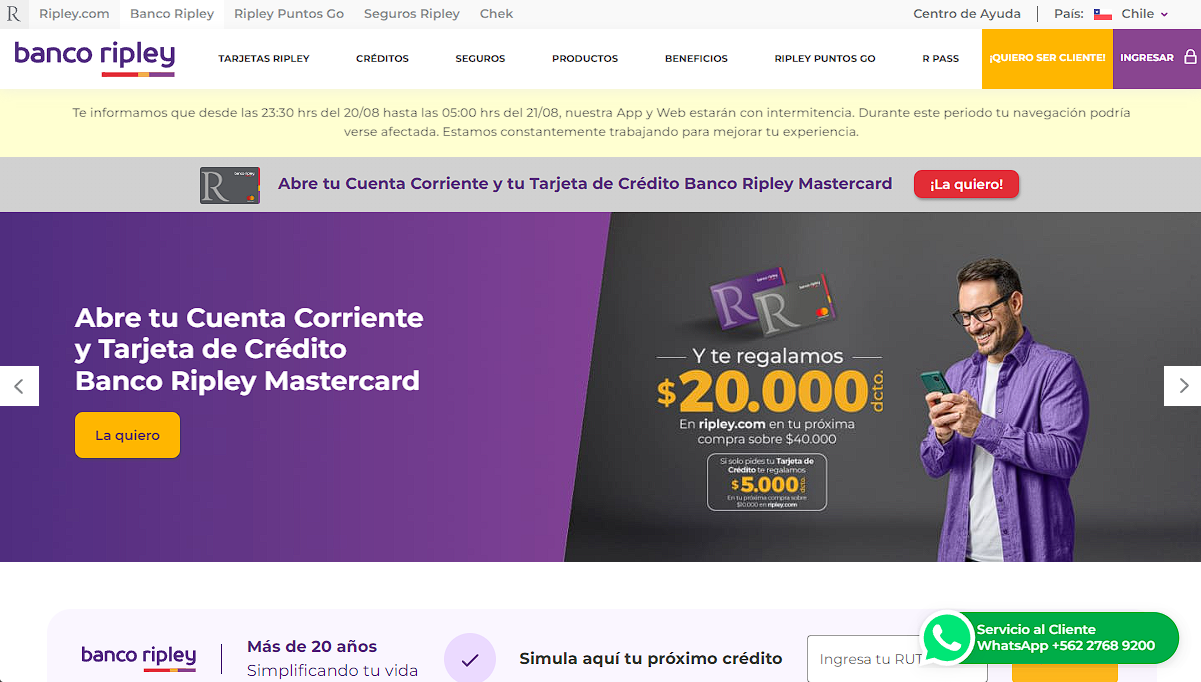 R Ripley.com Banco Ripley Ripley Puntos Go Seguros Ripley Chek Centro de Ayuda País: Chile
banco ripley TARJETAS RIPLEY CRÉDITOS SEGUROS PRODUCTOS BENEFICIOS RIPLEY PUNTOS GO R PASS ¡QUIERO SER CLIENTE! INGRESAR
Te informamos que desde las 23:30 hrs del 20/08 hasta las 05:00 hrs del 21/08, nuestra App y Web estarán con intermitencia. Durante este periodo tu navegación podría
verse afectada. Estamos constantemente trabajando para mejorar tu experiencia.
R banco ripley Abre tu Cuenta Corriente y tu Tarjeta de Crédito Banco Ripley Mastercard ¡La quiero!
Abre tu Cuenta Corriente
y Tarjeta de Crédito
Banco Ripley Mastercard
La quiero
R banco ripley
R banco ripley
Y te regalamos
$20.000 dcto.
En ripley.com en tu próxima
compra sobre $40.000
Si solo pides tu Tarjeta de
Crédito te regalamos
$5.000 dcto.
En tu próxima compra sobre
$10.000 en ripley.com
banco ripley
Más de 20 años
Simplificando tu vida
Simula aquí tu próximo crédito
Ingresa tu RUT
Servicio al Cliente
WhatsApp +562 2768 9200